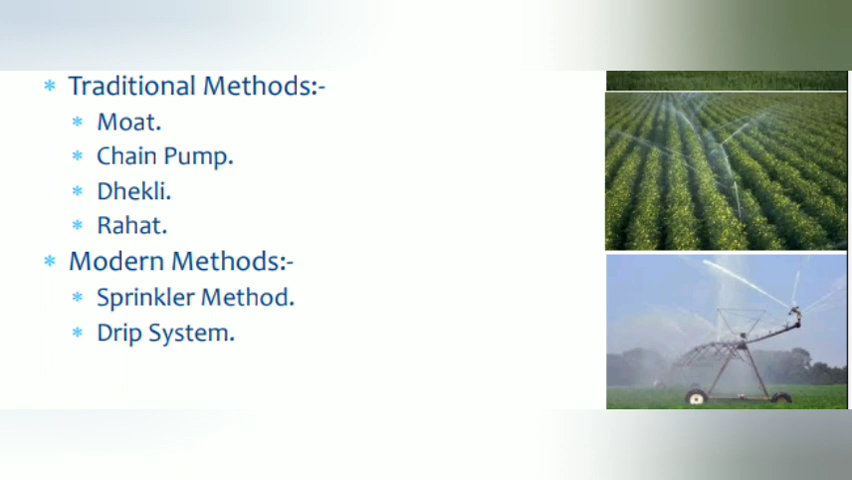 * Traditional Methods:-
* Moat.
* Chain Pump.
* Dhekli.
* Rahat.
* Modern Methods:-
* Sprinkler Method.
* Drip System.